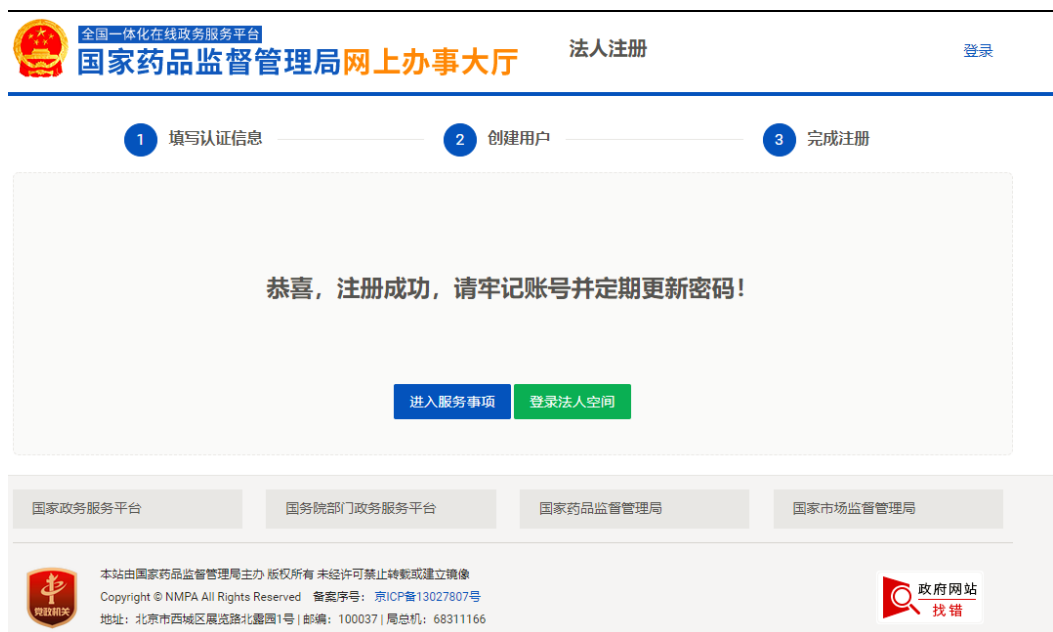 全国一体化在线政务服务平台
国家药品监督管理局网上办事大厅
法人注册
登录
1 填写认证信息
2 创建用户
3 完成注册
恭喜，注册成功，请牢记账号并定期更新密码！
进入服务事项 登录法人空间
国家政务服务平台
国务院部门政务服务平台
国家药品监督管理局
国家市场监督管理局
党政机关
本站由国家药品监督管理局主办 版权所有 未经许可禁止转载或建立镜像
Copyright © NMPA All Rights Reserved 备案序号：京ICP备13027807号
地址：北京市西城区展览路北露园1号 | 邮编：100037 | 局总机：68311166
政府网站
找错